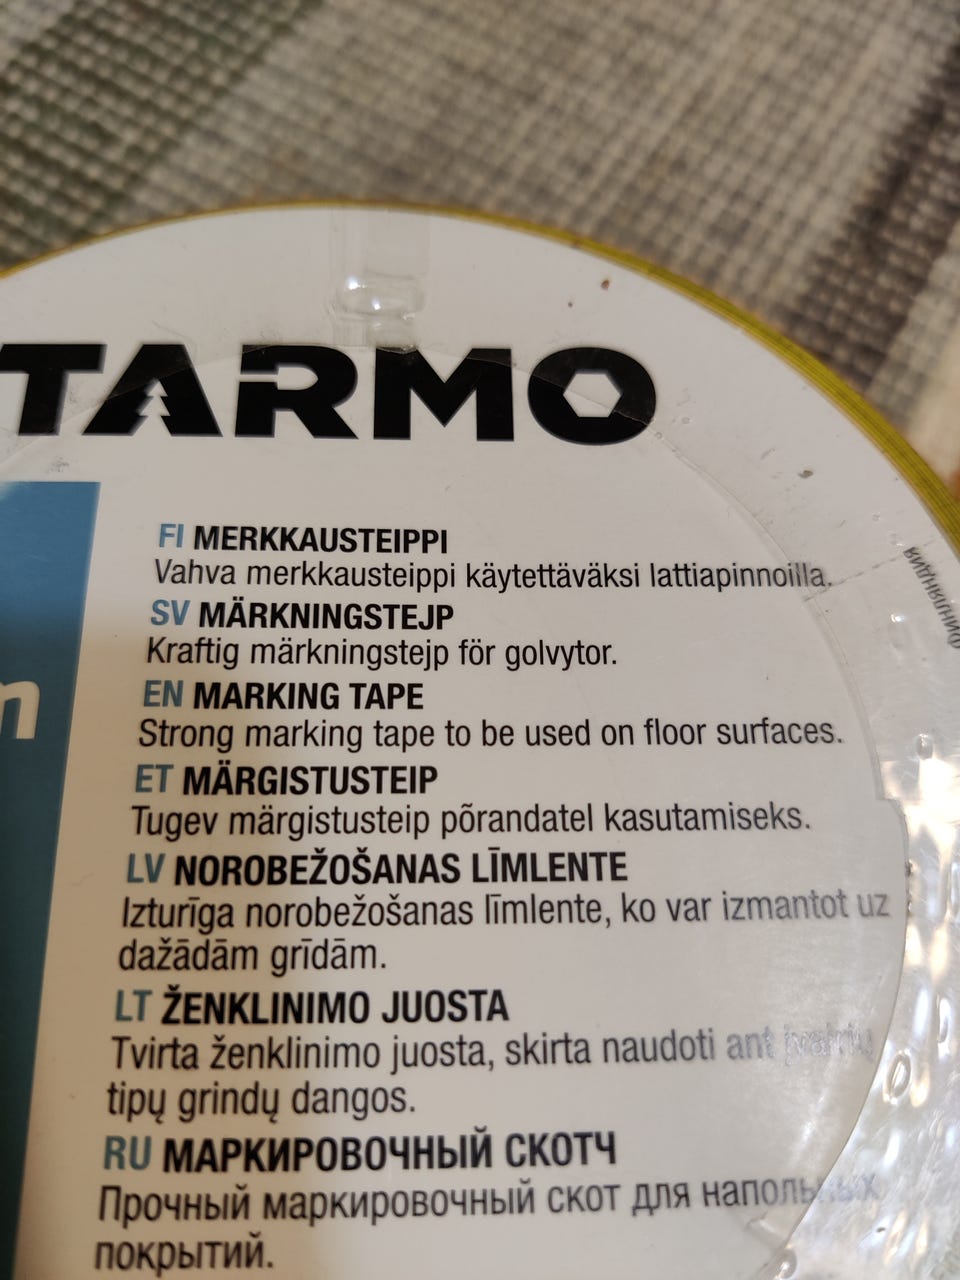 TARMO
FI MERKKAUSTEIPPI
Vahva merkkausteippi käytettäväksi lattiapinnoilla.
SV MÄRKNINGSTEJP
Kraftig märkningstejp för golvytor.
EN MARKING TAPE
Strong marking tape to be used on floor surfaces.
ET MÄRGISTUSTEIP
Tugev märgistusteip põrandatel kasutamiseks.
LV NOROBEŽOŠANAS LĪMLENTE
Izturīga norobežošanas līmlente, ko var izmantot uz
dažādām grīdām.
LT ŽENKLINIMO JUOSTA
Tvirta ženklinimo juosta, skirta naudoti ant įvairių
tipų grindų dangos.
RU МАРКИРОВОЧНЫЙ СКОТЧ
Прочный маркировочный скот для напольных
покрытий.